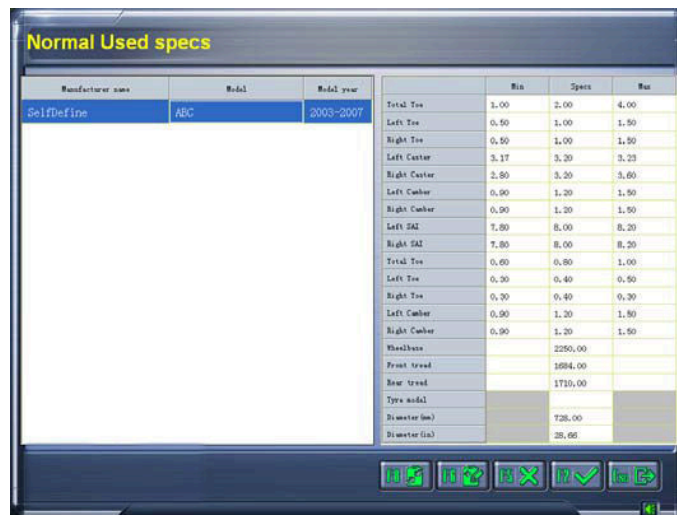 Normal Used specs
Manufacturer name Model Model year
SelfDefine ABC 2003-2007
Min Specs Max
Total Toe 1.00 2.00 4.00
Left Toe 0.50 1.00 1.50
Right Toe 0.50 1.00 1.50
Left Caster 3.17 3.20 3.23
Right Caster 2.80 3.20 3.60
Left Camber 0.90 1.20 1.50
Right Camber 0.90 1.20 1.50
Left SAI 7.80 8.00 8.20
Right SAI 7.80 8.00 8.20
Total Toe 0.60 0.80 1.00
Left Toe 0.30 0.40 0.50
Right Toe 0.30 0.40 0.30
Left Camber 0.90 1.20 1.50
Right Camber 0.90 1.20 1.50
Wheelbase 2250.00
Front tread 1684.00
Rear tread 1710.00
Tyre model
Diameter(mm) 728.00
Diameter(in) 28.66
Esc